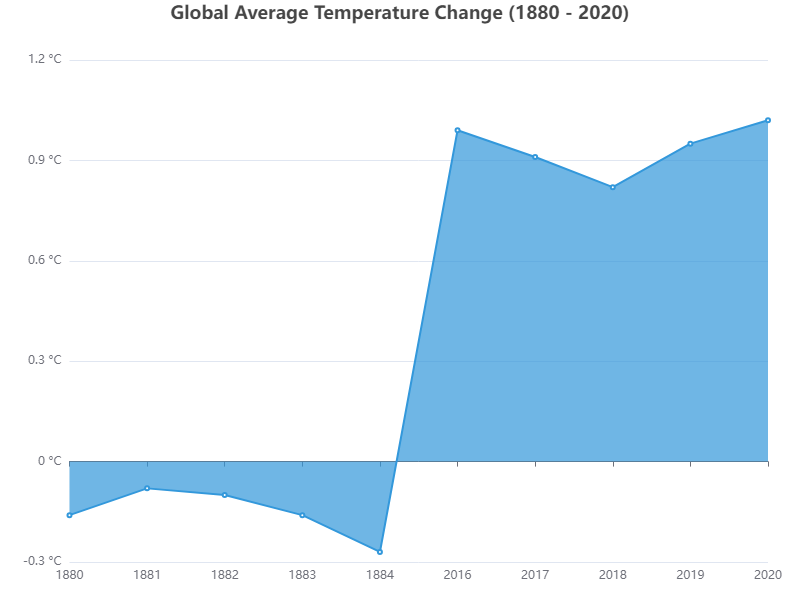 Global Average Temperature Change (1880 - 2020)
1.2 °C
0.9 °C
0.6 °C
0.3 °C
0 °C
-0.3 °C
1880 1881 1882 1883 1884 2016 2017 2018 2019 2020